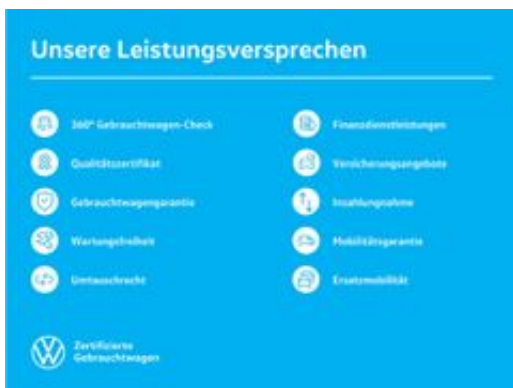 Unsere Leistungsversprechen
360° Gebrauchtwagen-Check
Qualitätszertifikat
Gebrauchtwagengarantie
Wartungsfreiheit
Umtauschrecht
Finanzdienstleistungen
Versicherungsangebote
Inzahlungnahme
Mobilitätsgarantie
Ersatzmobilität
Zertifizierte
Gebrauchtwagen